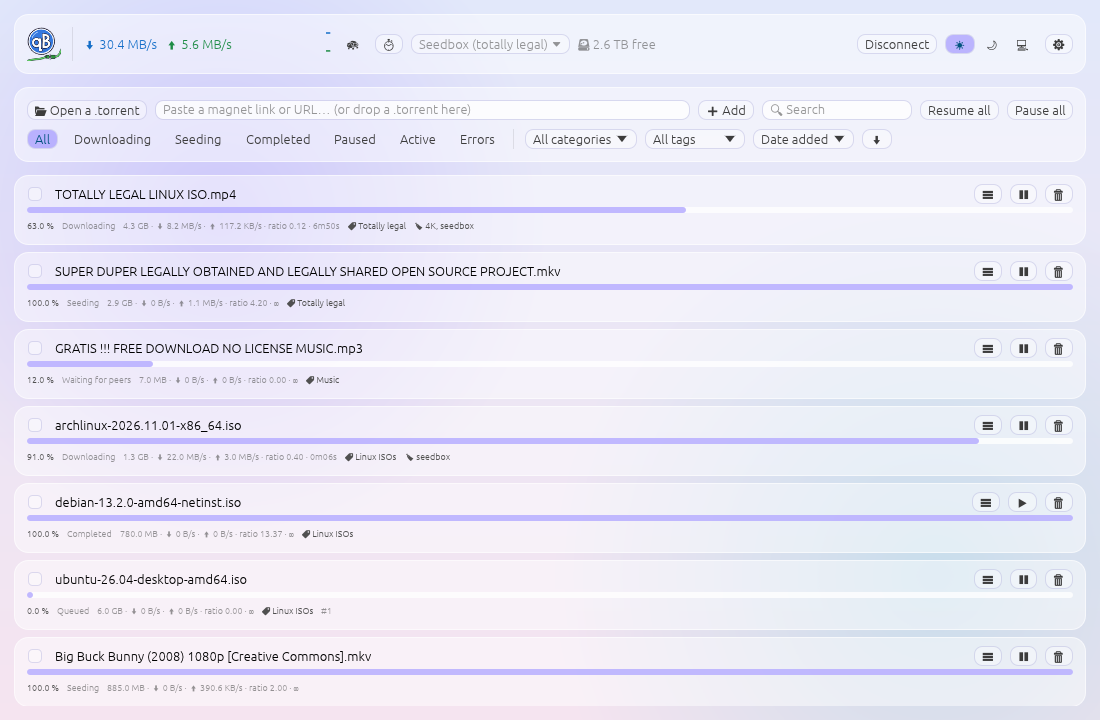 qB 30.4 MB/s 5.6 MB/s Seedbox (totally legal) 2.6 TB free Disconnect
Open a .torrent Paste a magnet link or URL… (or drop a .torrent here) Add Search Resume all Pause all
All Downloading Seeding Completed Paused Active Errors All categories All tags Date added
TOTALLY LEGAL LINUX ISO.mp4
63.0 % Downloading 4.3 GB · 8.2 MB/s · 117.2 KB/s · ratio 0.12 · 6m50s Totally legal 4K, seedbox
SUPER DUPER LEGALLY OBTAINED AND LEGALLY SHARED OPEN SOURCE PROJECT.mkv
100.0 % Seeding 2.9 GB · 0 B/s · 1.1 MB/s · ratio 4.20 · ∞ Totally legal
GRATIS !!! FREE DOWNLOAD NO LICENSE MUSIC.mp3
12.0 % Waiting for peers 7.0 MB · 0 B/s · 0 B/s · ratio 0.00 · ∞ Music
archlinux-2026.11.01-x86_64.iso
91.0 % Downloading 1.3 GB · 22.0 MB/s · 3.0 MB/s · ratio 0.40 · 0m06s Linux ISOs seedbox
debian-13.2.0-amd64-netinst.iso
100.0 % Completed 780.0 MB · 0 B/s · 0 B/s · ratio 13.37 · ∞ Linux ISOs
ubuntu-26.04-desktop-amd64.iso
0.0 % Queued 6.0 GB · 0 B/s · 0 B/s · ratio 0.00 · ∞ Linux ISOs #1
Big Buck Bunny (2008) 1080p [Creative Commons].mkv
100.0 % Seeding 885.0 MB · 0 B/s · 390.6 KB/s · ratio 2.00 · ∞